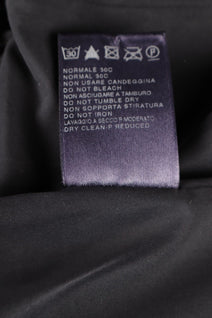 30 P
NORMALE 30C
NORMAL 30C
NON USARE CANDEGGINA
DO NOT BLEACH
NON ASCIUGARE A TAMBURO
DO NOT TUMBLE DRY
NON SOPPORTA STIRATURA
DO NOT IRON
LAVAGGIO A SECCO P MODERATO
DRY CLEAN-P REDUCED